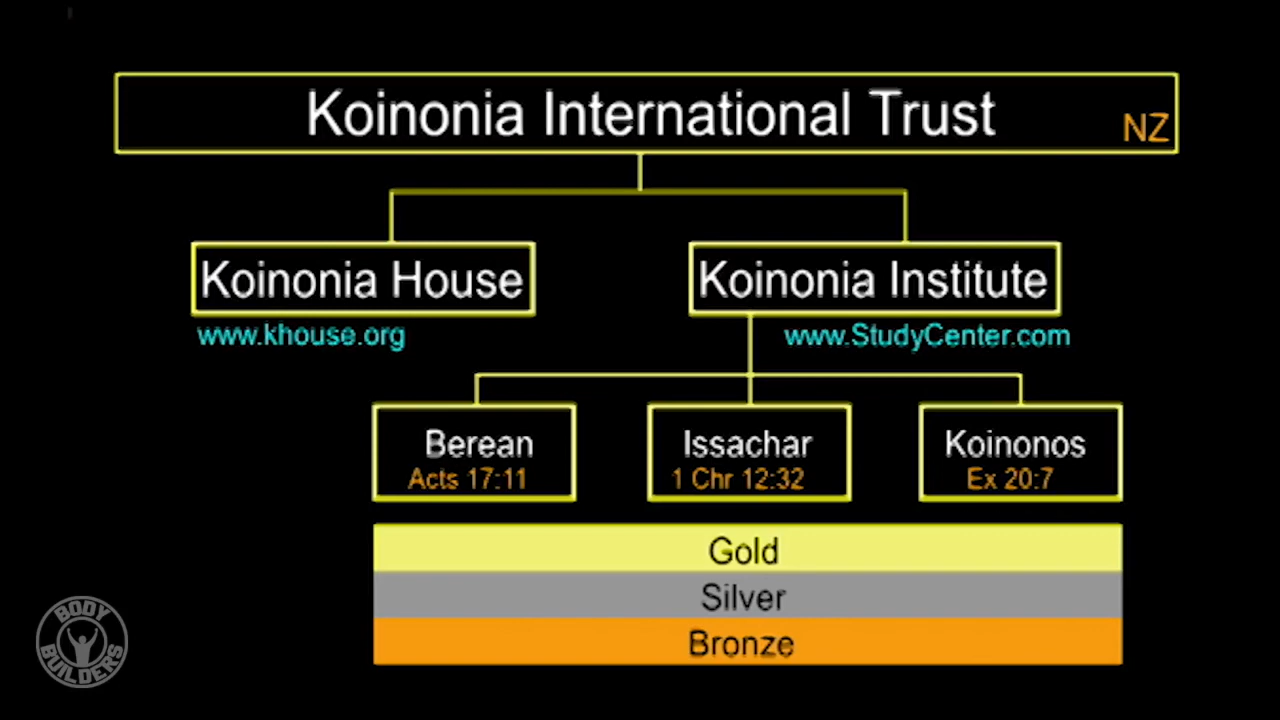 Koinonia International Trust
NZ
Koinonia House
Koinonia Institute
www.khouse.org
www.StudyCenter.com
Berean
Acts 17:11
Issachar
1 Chr 12:32
Koinonos
Ex 20:7
Gold
Silver
Bronze
BODY
BUILDERS